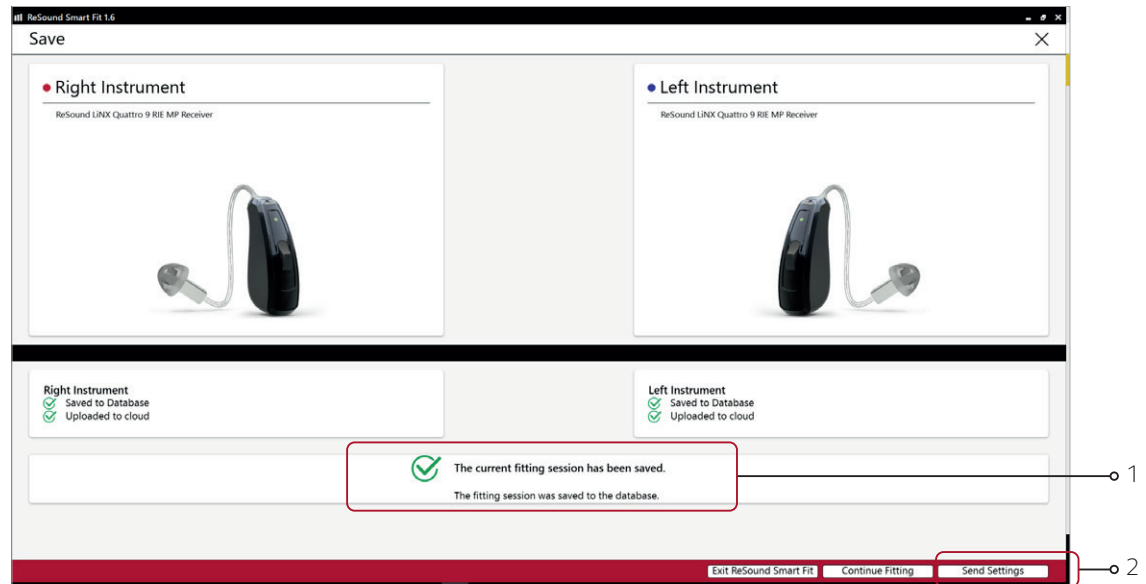 ReSound Smart Fit 1.6
Save
Right Instrument
ReSound LiNX Quattro 9 RIE MP Receiver
Left Instrument
ReSound LiNX Quattro 9 RIE MP Receiver
Right Instrument
Saved to Database
Uploaded to cloud
Left Instrument
Saved to Database
Uploaded to cloud
The current fitting session has been saved.
The fitting session was saved to the database.
1
Exit ReSound Smart Fit
Continue Fitting
Send Settings
2